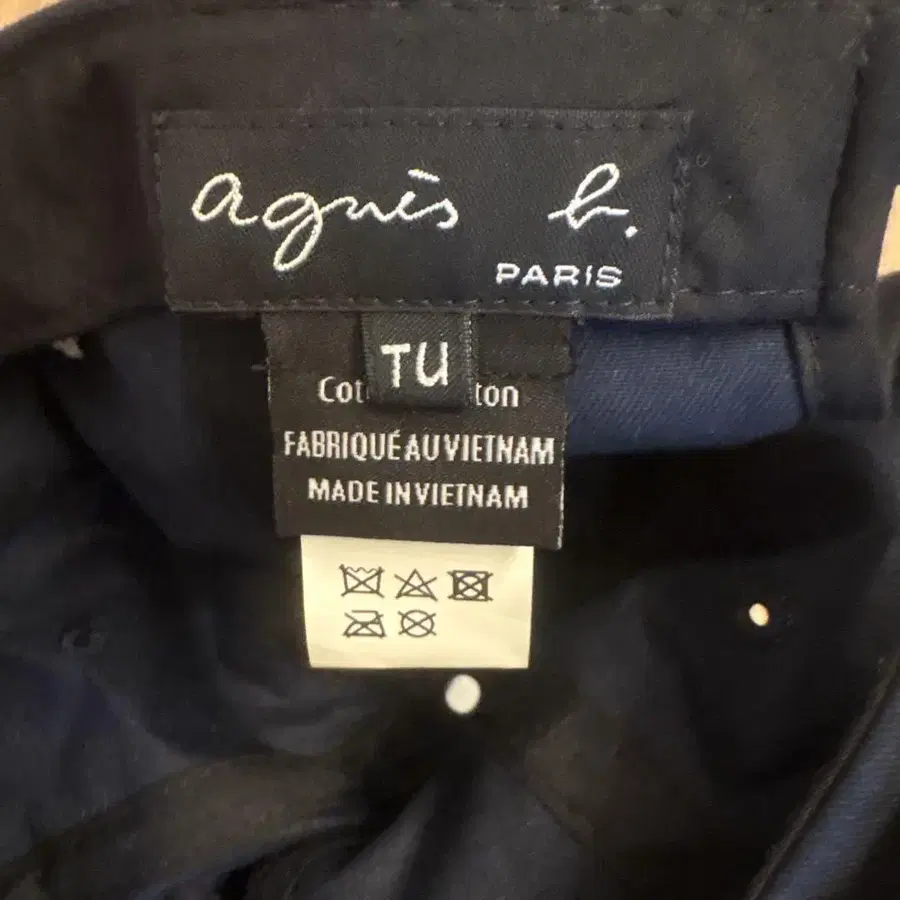 agnès b.
PARIS
TU
FABRIQUÉ AU VIETNAM
MADE IN VIETNAM